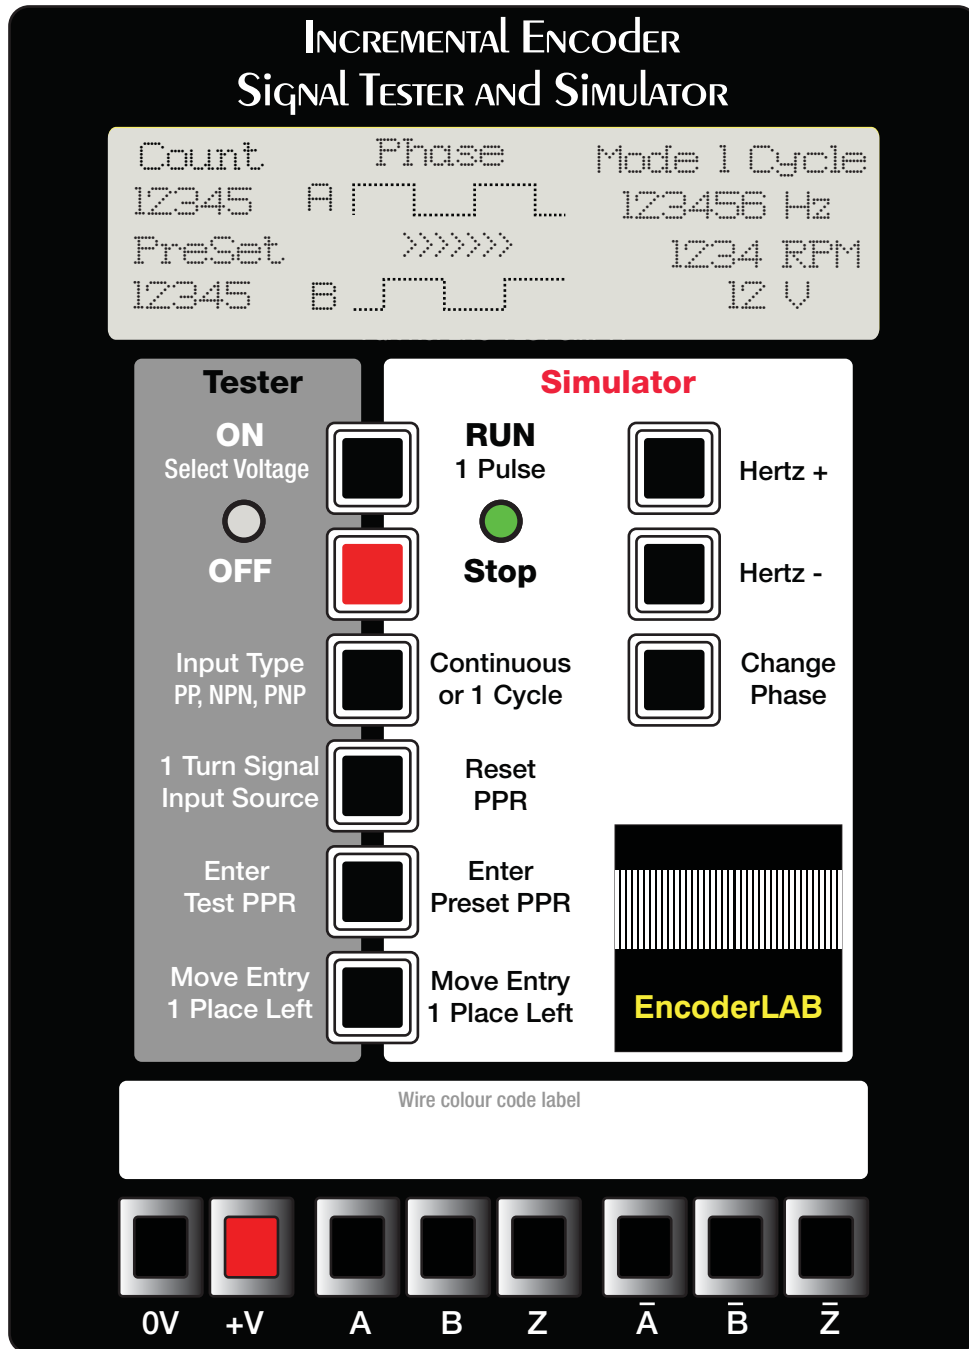 Incremental Encoder
Signal Tester and Simulator
Count Phase Mode 1 Cycle
12345 A 123456 Hz
PreSet >>>>>>> 1234 RPM
12345 B 12 V
Tester Simulator
ON RUN
Select Voltage 1 Pulse Hertz +
OFF Stop Hertz -
Input Type Continuous Change
PP, NPN, PNP or 1 Cycle Phase
1 Turn Signal Reset
Input Source PPR
Enter Enter
Test PPR Preset PPR
Move Entry Move Entry
1 Place Left 1 Place Left EncoderLAB
Wire colour code label
0V +V A B Z A̅ B̅ Z̅